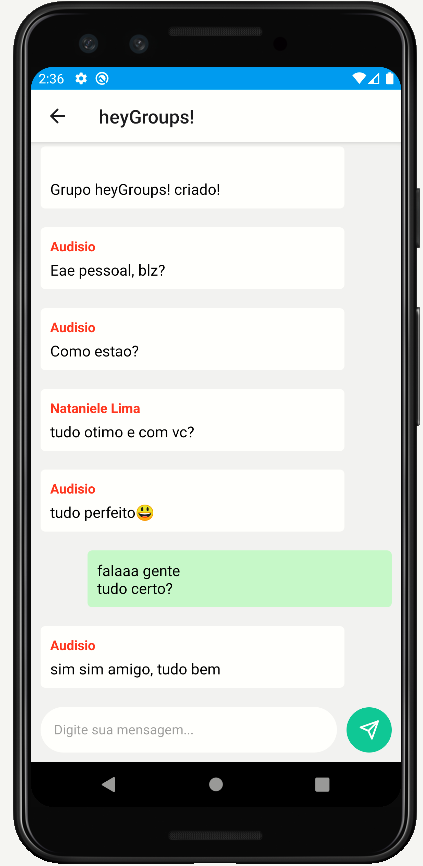 2:36
heyGroups!
Grupo heyGroups! criado!
Audisio
Eae pessoal, blz?
Audisio
Como estao?
Nataniele Lima
tudo otimo e com vc?
Audisio
tudo perfeito😃
falaaa gente
tudo certo?
Audisio
sim sim amigo, tudo bem
Digite sua mensagem...